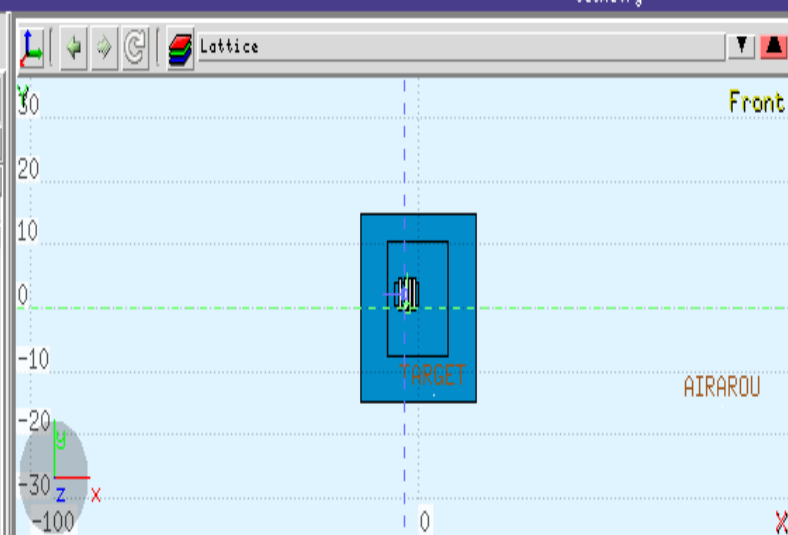 Lattice
Y
30
Front
20
10
0
-10
TARGET
AIRAROU
-20
y
-30
z x
-100
0
X